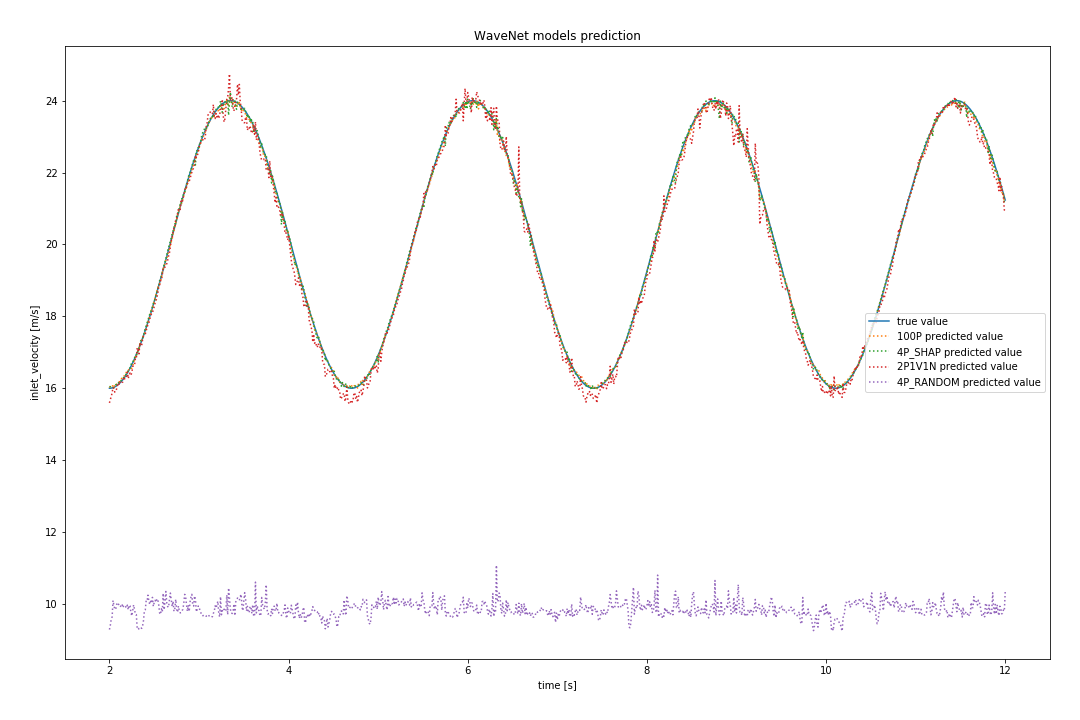 WaveNet models prediction
24
22
20
18
16
14
12
10
inlet_velocity [m/s]
true value
100P predicted value
4P_SHAP predicted value
2P1V1N predicted value
4P_RANDOM predicted value
2
4
6
8
10
12
time [s]